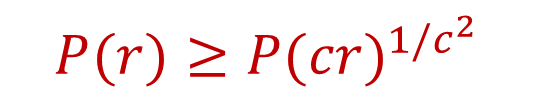 P(r) ≥ P(cr)^{1/c^2}